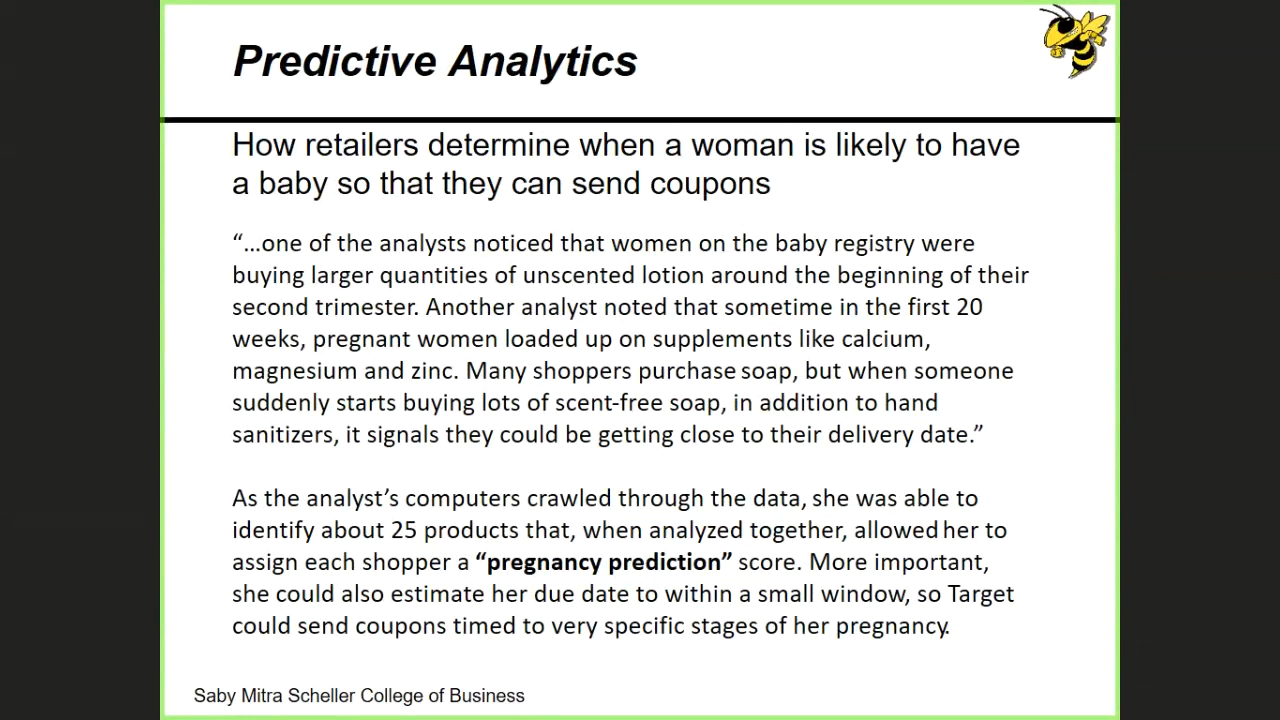 Predictive Analytics
How retailers determine when a woman is likely to have
a baby so that they can send coupons
“…one of the analysts noticed that women on the baby registry were
buying larger quantities of unscented lotion around the beginning of their
second trimester. Another analyst noted that sometime in the first 20
weeks, pregnant women loaded up on supplements like calcium,
magnesium and zinc. Many shoppers purchase soap, but when someone
suddenly starts buying lots of scent-free soap, in addition to hand
sanitizers, it signals they could be getting close to their delivery date.”
As the analyst’s computers crawled through the data, she was able to
identify about 25 products that, when analyzed together, allowed her to
assign each shopper a “pregnancy prediction” score. More important,
she could also estimate her due date to within a small window, so Target
could send coupons timed to very specific stages of her pregnancy.
Saby Mitra Scheller College of Business